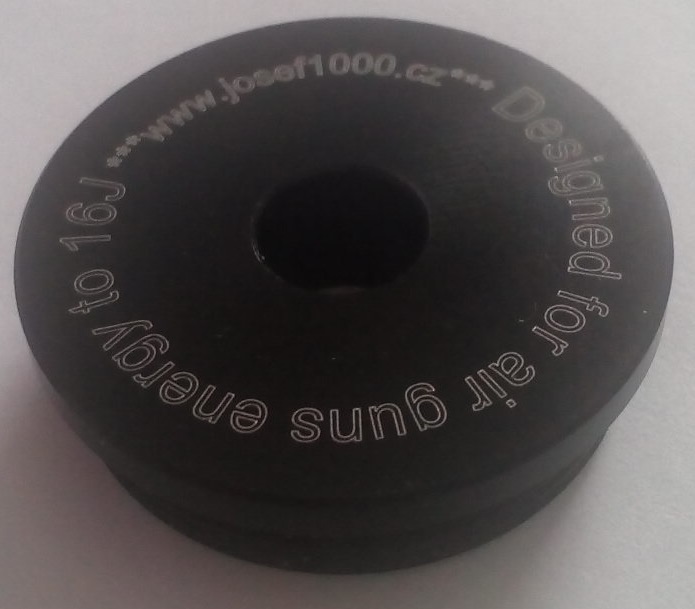 ***www.josef1000.cz*** Designed for air guns energy to 16J